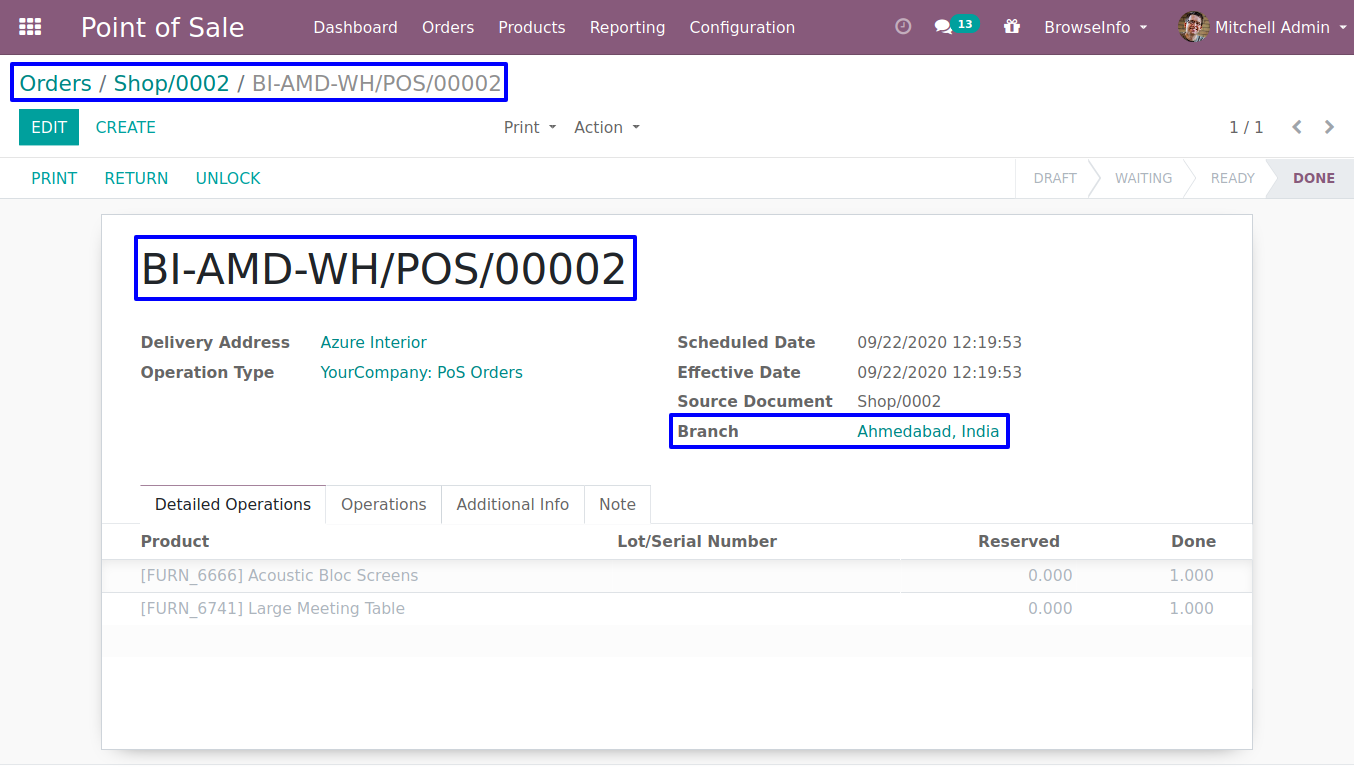 Point of Sale Dashboard Orders Products Reporting Configuration 13 BrowseInfo Mitchell Admin
Orders / Shop/0002 / BI-AMD-WH/POS/00002
EDIT CREATE Print Action 1 / 1
PRINT RETURN UNLOCK DRAFT WAITING READY DONE
BI-AMD-WH/POS/00002
Delivery Address Azure Interior Scheduled Date 09/22/2020 12:19:53
Operation Type YourCompany: PoS Orders Effective Date 09/22/2020 12:19:53
Source Document Shop/0002
Branch Ahmedabad, India
Detailed Operations Operations Additional Info Note
Product Lot/Serial Number Reserved Done
[FURN_6666] Acoustic Bloc Screens 0.000 1.000
[FURN_6741] Large Meeting Table 0.000 1.000